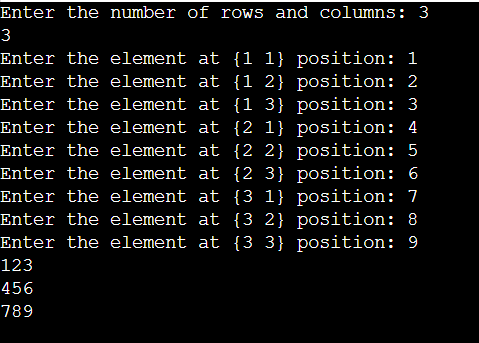 Enter the number of rows and columns: 3
3
Enter the element at {1 1} position: 1
Enter the element at {1 2} position: 2
Enter the element at {1 3} position: 3
Enter the element at {2 1} position: 4
Enter the element at {2 2} position: 5
Enter the element at {2 3} position: 6
Enter the element at {3 1} position: 7
Enter the element at {3 2} position: 8
Enter the element at {3 3} position: 9
123
456
789